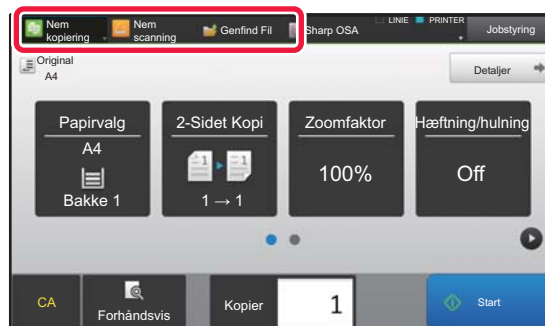 Nem
kopiering
Nem
scanning
Genfind Fil
Sharp OSA
LINIE
PRINTER
Jobstyring
Original
A4
Detaljer
Papirvalg
A4
Bakke 1
2-Sidet Kopi
1 → 1
Zoomfaktor
100%
Hæftning/hulning
Off
CA
Forhåndsvis
Kopier
1
Start